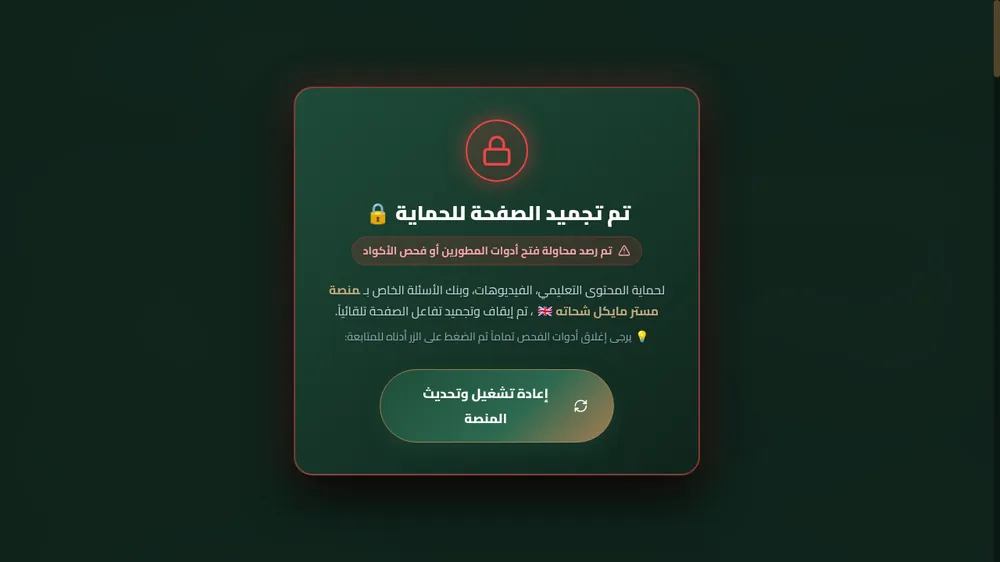 تم تجميد الصفحة للحماية 🔒
تم رصد محاولة فتح أدوات المطورين أو فحص الأكواد
لحماية المحتوى التعليمي، الفيديوهات، وبنك الأسئلة الخاص بـ منصة
مستر مايكل شحاته 🇬🇧 ، تم إيقاف وتجميد تفاعل الصفحة تلقائياً.
💡 يرجى إغلاق أدوات الفحص تماماً ثم الضغط على الزر أدناه للمتابعة:
إعادة تشغيل وتحديث
المنصة